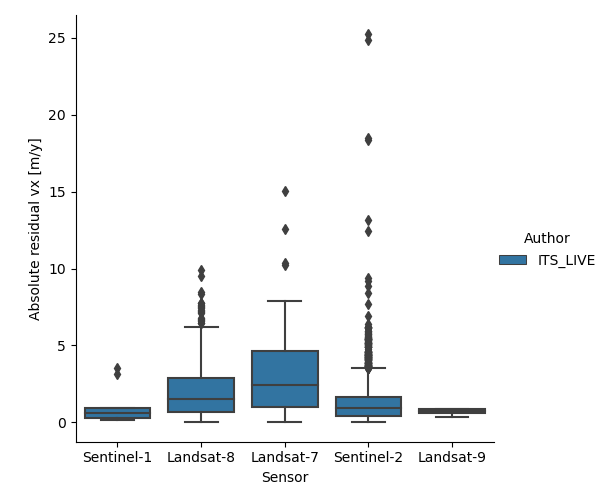 25
20
15
10
5
0
Absolute residual vx [m/y]
Sentinel-1 Landsat-8 Landsat-7 Sentinel-2 Landsat-9
Sensor
Author
ITS_LIVE